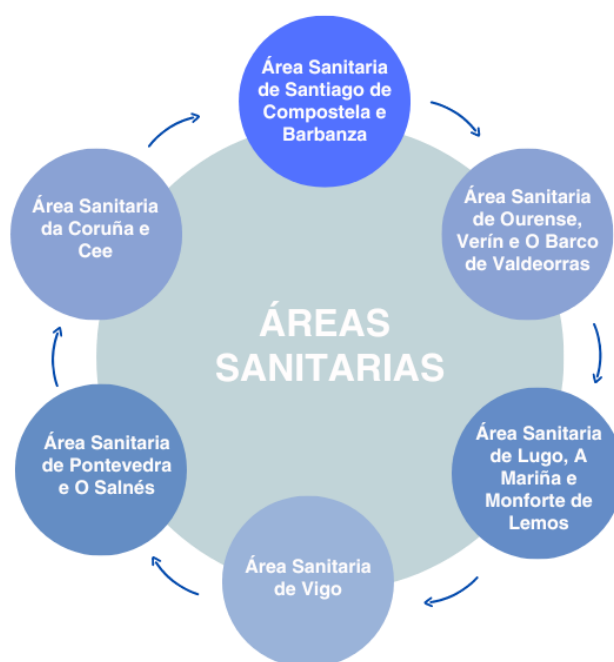 Área Sanitaria
de Santiago de
Compostela e
Barbanza
Área Sanitaria
de Ourense,
Verín e O Barco
de Valdeorras
Área Sanitaria
de Lugo, A
Mariña e
Monforte de
Lemos
Área Sanitaria
de Vigo
Área Sanitaria
de Pontevedra
e O Salnés
Área Sanitaria
da Coruña e
Cee
ÁREAS
SANITARIAS